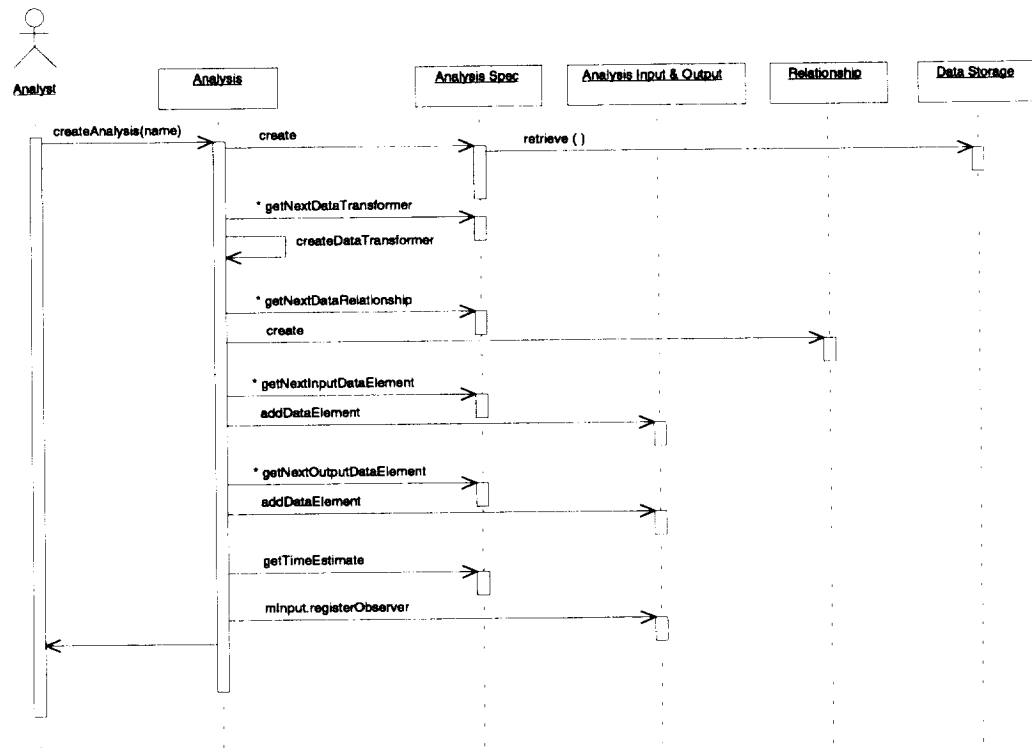 Analyst
Analysis
Analysis Spec
Analysis Input & Output
Relationship
Data Storage
createAnalysis(name)
create
retrieve ( )
* getNextDataTransformer
createDataTransformer
* getNextDataRelationship
create
* getNextInputDataElement
addDataElement
* getNextOutputDataElement
addDataElement
getTimeEstimate
mInput.registerObserver